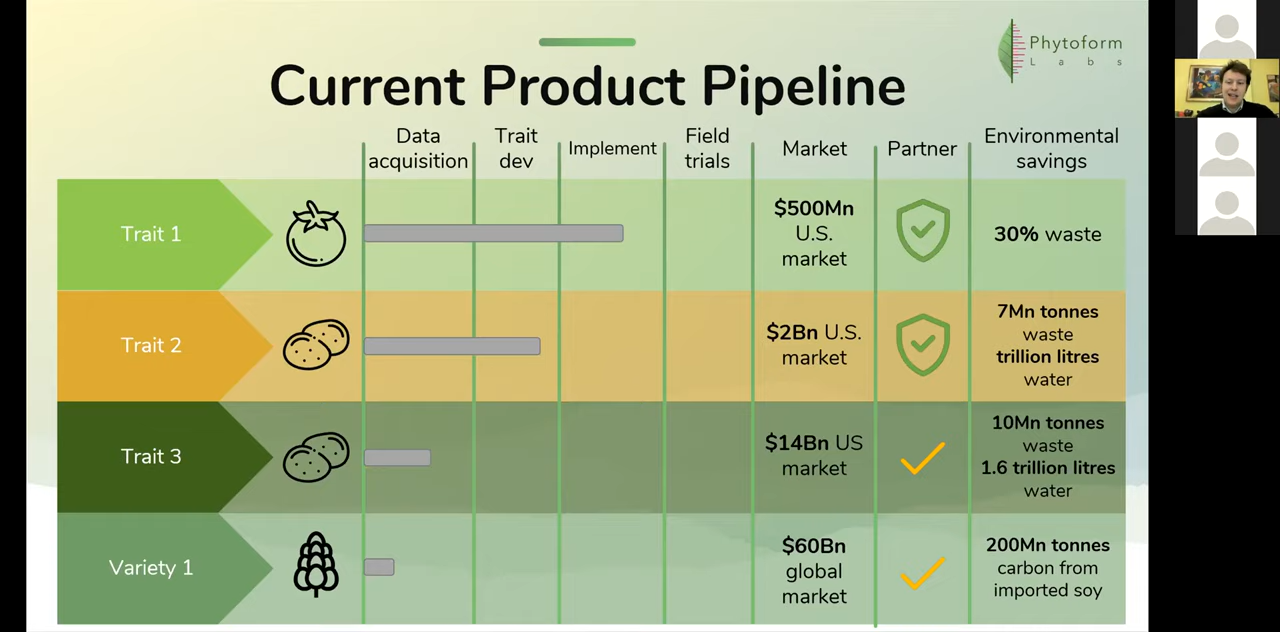 Phytoform
Labs
Current Product Pipeline
Data
acquisition
Trait
dev
Implement
Field
trials
Market
Partner
Environmental
savings
Trait 1
$500Mn
U.S.
market
30% waste
Trait 2
$2Bn U.S.
market
7Mn tonnes
waste
trillion litres
water
Trait 3
$14Bn US
market
10Mn tonnes
waste
1.6 trillion litres
water
Variety 1
$60Bn
global
market
200Mn tonnes
carbon from
imported soy